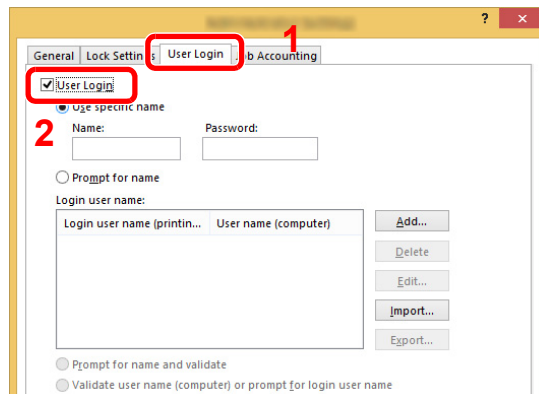 ? ×
1
General Lock Settings User Login Job Accounting
User Login
Use specific name
2
Name: Password:
Prompt for name
Login user name:
Login user name (printin... User name (computer) Add...
Delete
Edit...
Import...
Export...
Prompt for name and validate
Validate user name (computer) or prompt for login user name